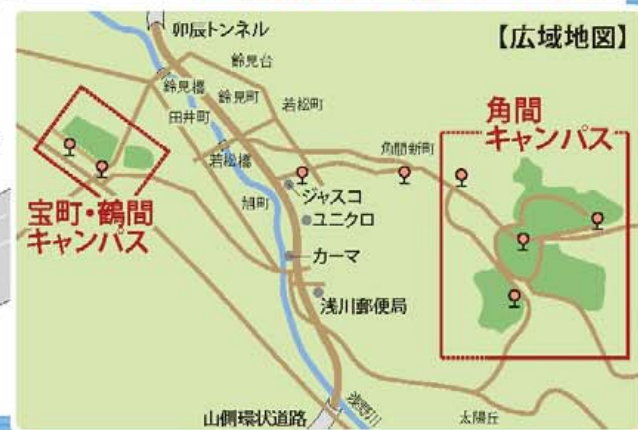 【広域地図】
卯辰トンネル
鈴見台
鈴見橋
鈴見町
田井町
若松町
若松橋
角間新町
角間
キャンパス
宝町・鶴間
キャンパス
旭町
ジャスコ
ユニクロ
カーマ
浅川郵便局
山側環状道路
浅野川
太陽丘